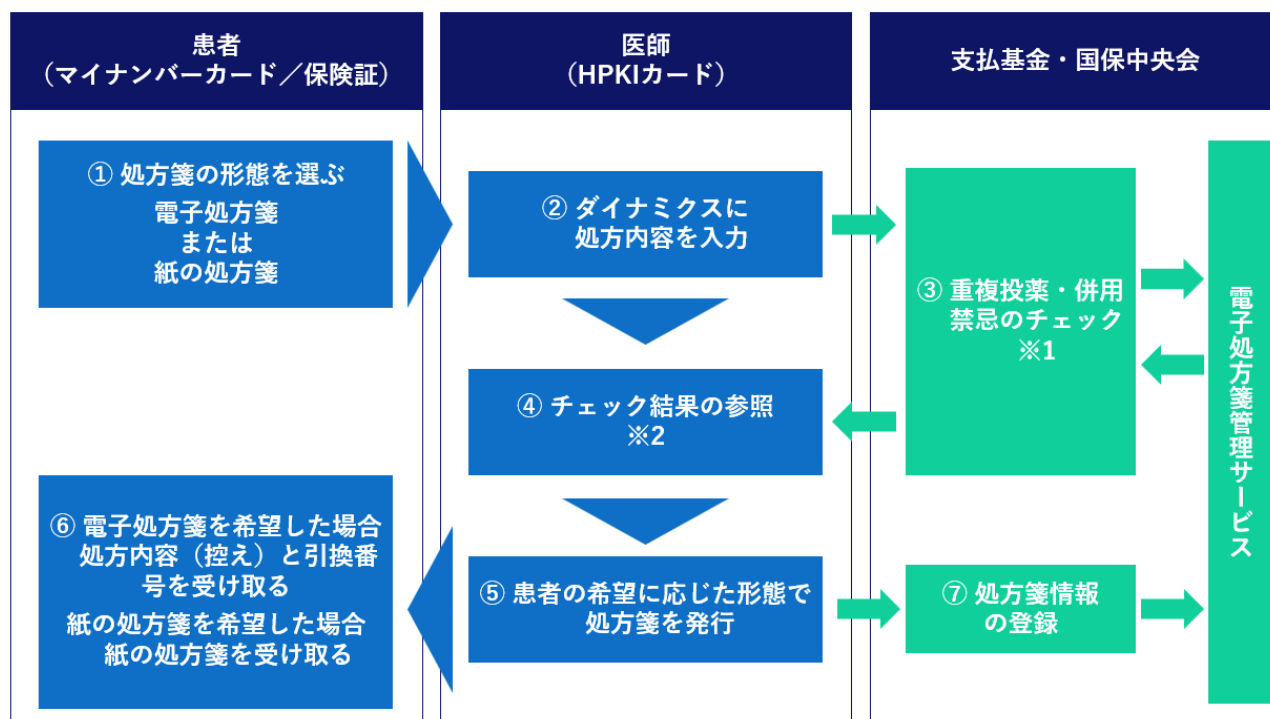 患者
（マイナンバーカード／保険証）
医師
（HPKIカード）
支払基金・国保中央会
① 処方箋の形態を選ぶ
電子処方箋
または
紙の処方箋
② ダイナミクスに
処方内容を入力
③ 重複投薬・併用
禁忌のチェック
※1
④ チェック結果の参照
※2
⑤ 患者の希望に応じた形態で
処方箋を発行
⑥ 電子処方箋を希望した場合
処方内容（控え）と引換番
号を受け取る
紙の処方箋を希望した場合
紙の処方箋を受け取る
⑦ 処方箋情報
の登録
電子処方箋管理サービス